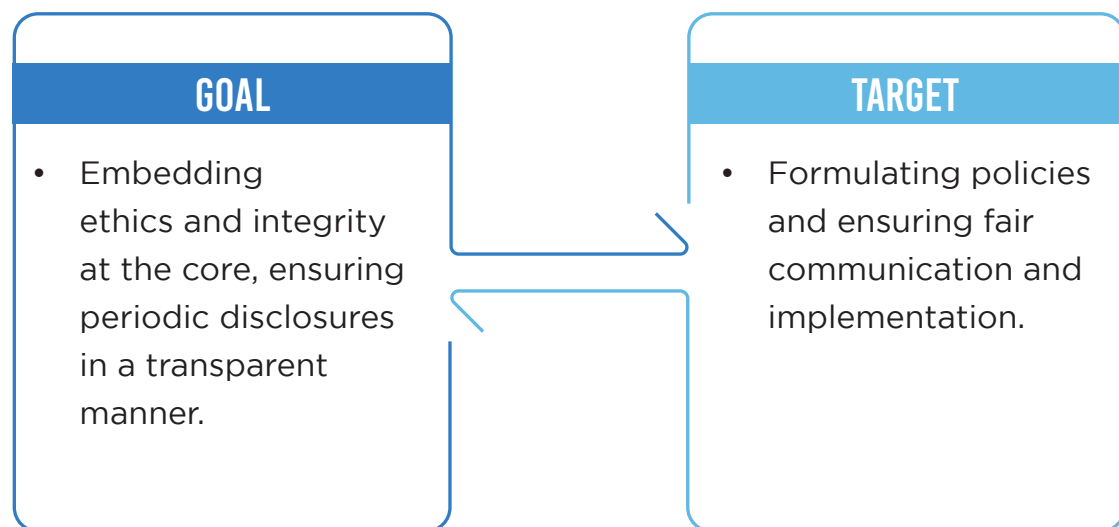 GOAL
• Embedding
ethics and integrity
at the core, ensuring
periodic disclosures
in a transparent
manner.
TARGET
• Formulating policies
and ensuring fair
communication and
implementation.